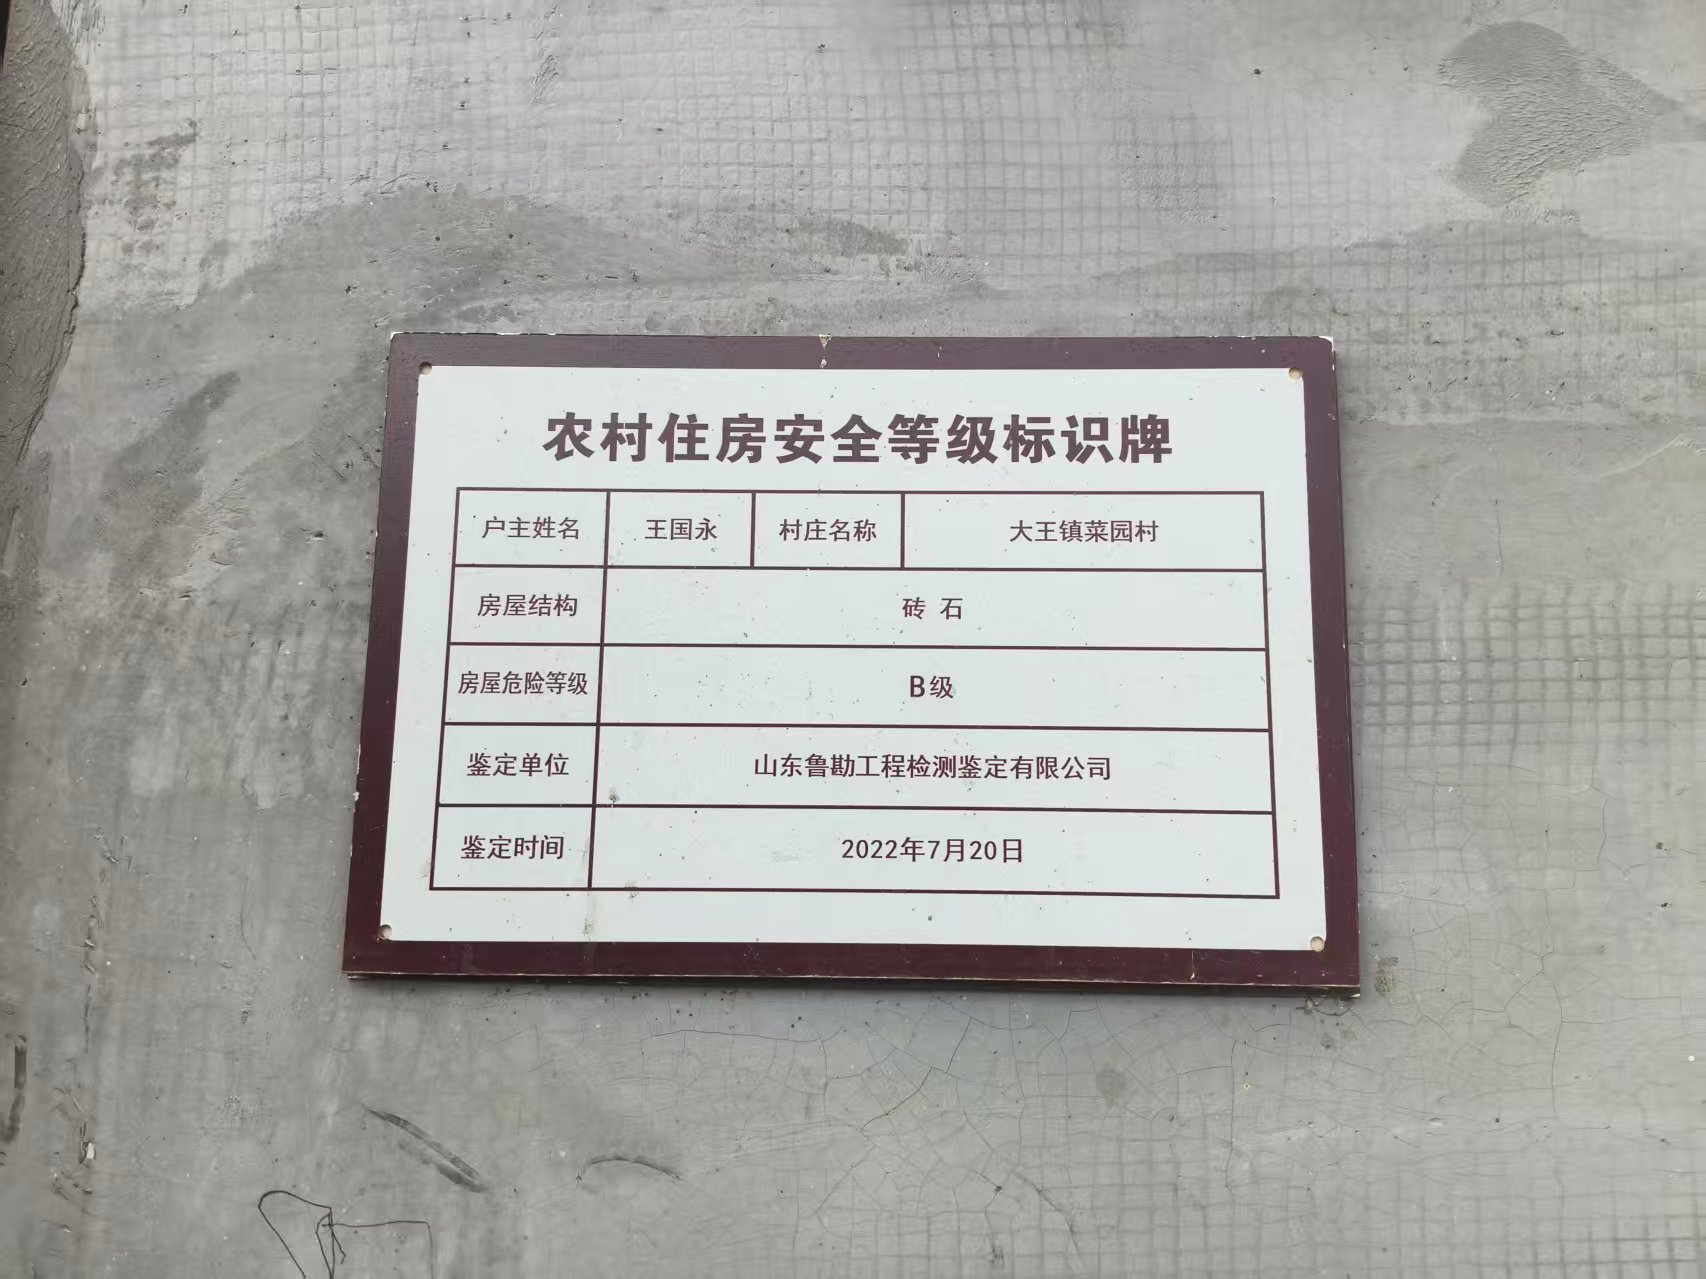 农村住房安全等级标识牌
户主姓名 王国永 村庄名称 大王镇菜园村
房屋结构 砖 石
房屋危险等级 B级
鉴定单位 山东鲁勘工程检测鉴定有限公司
鉴定时间 2022年7月20日